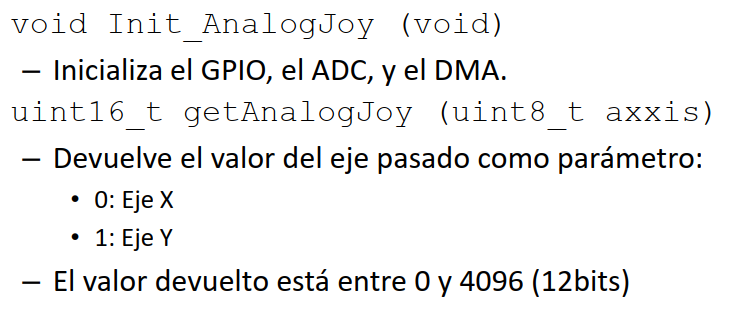 void Init_AnalogJoy (void)
– Inicializa el GPIO, el ADC, y el DMA.
uint16_t getAnalogJoy (uint8_t axxis)
– Devuelve el valor del eje pasado como parámetro:
• 0: Eje X
• 1: Eje Y
– El valor devuelto está entre 0 y 4096 (12bits)